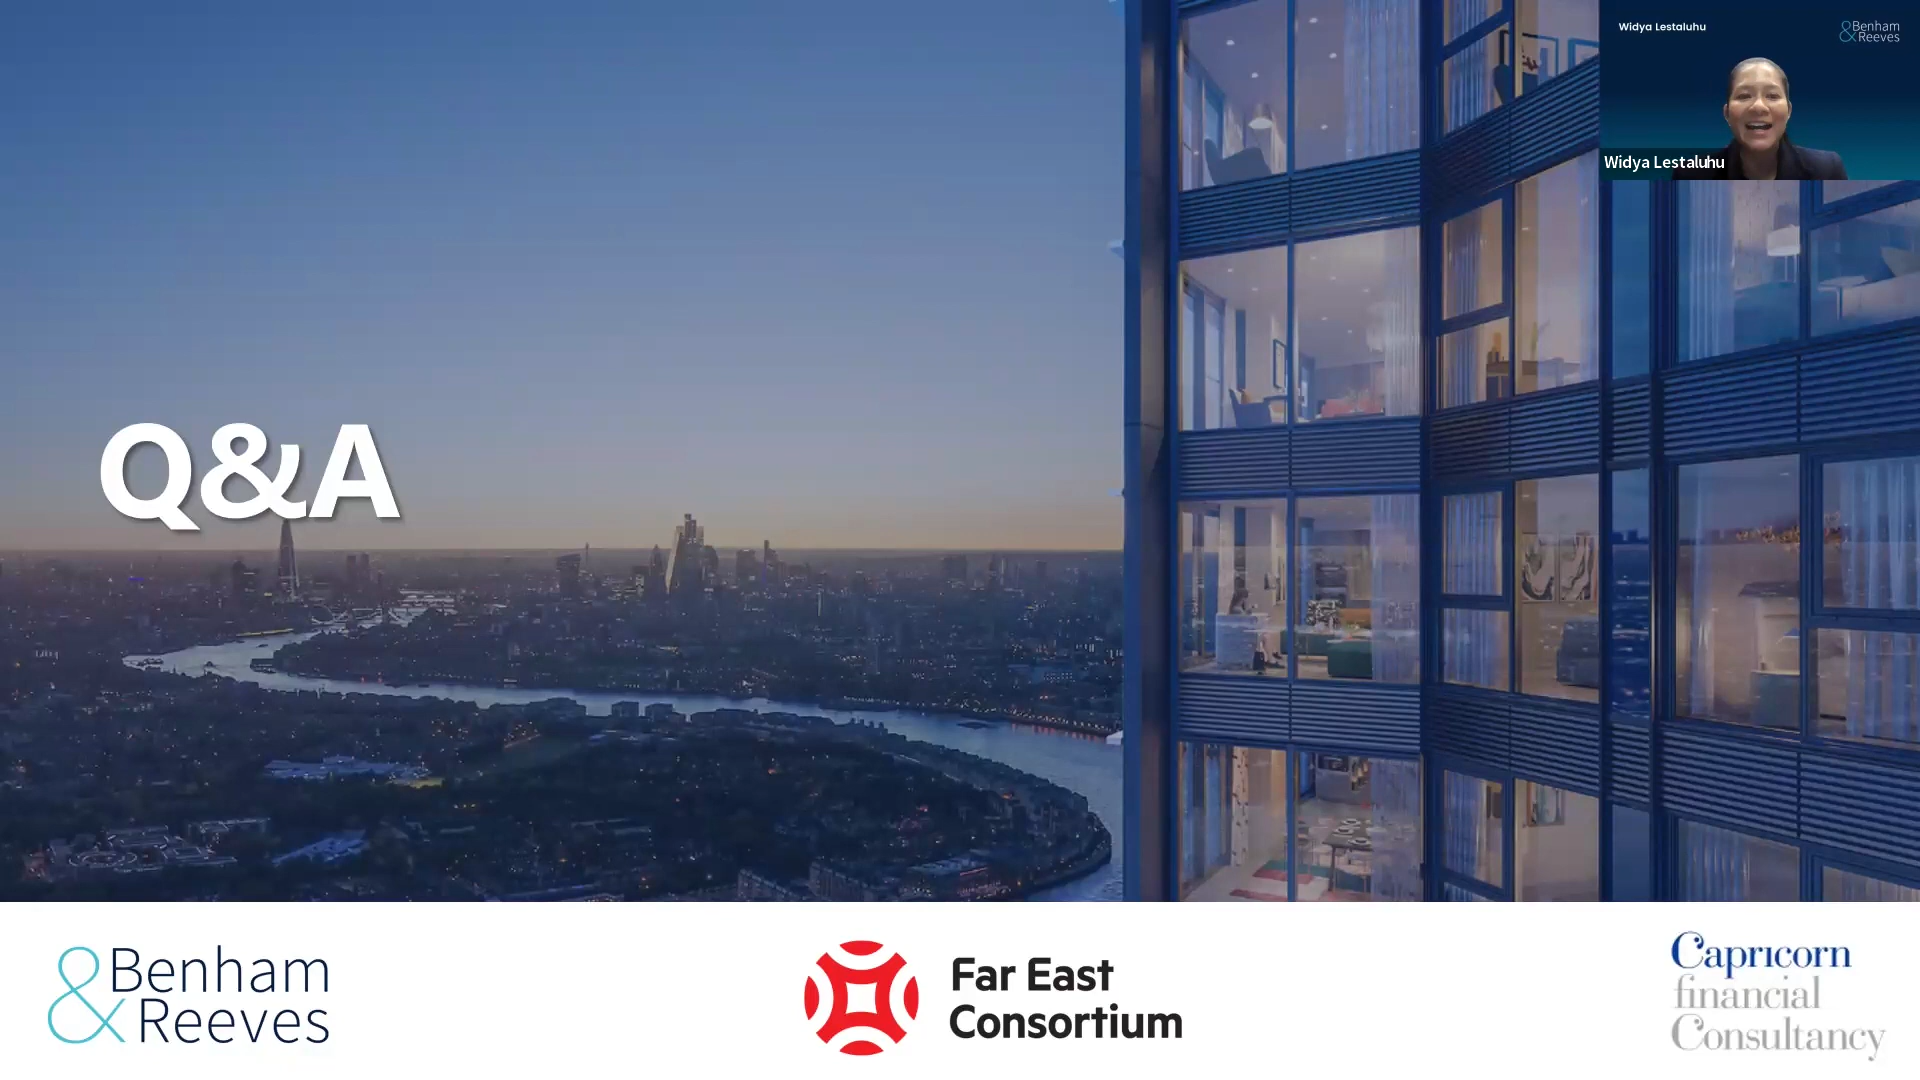 Widya Lestaluhu
Benham
& Reeves
Widya Lestaluhu
Q&A
Benham
& Reeves
Far East
Consortium
Capricorn
financial
Consultancy